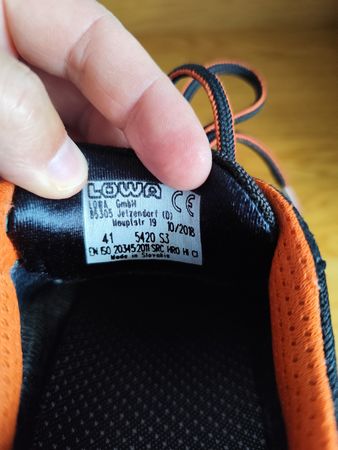 LOWA
LOWA GmbH
85305 Jetzendorf (D)
Hauptstr 19
CE
10/2018
41 5420 S3
EN ISO 20345:2011 SRC HRO HI CI
Made in Slovakia